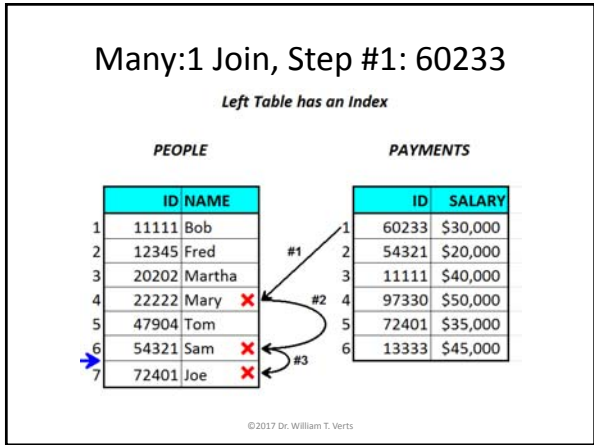 Many:1 Join, Step #1: 60233
Left Table has an Index
PEOPLE
ID NAME
1 11111 Bob
2 12345 Fred
3 20202 Martha
4 22222 Mary
5 47904 Tom
6 54321 Sam
7 72401 Joe
#1
#2
#3
PAYMENTS
ID SALARY
1 60233 $30,000
2 54321 $20,000
3 11111 $40,000
4 97330 $50,000
5 72401 $35,000
6 13333 $45,000
©2017 Dr. William T. Verts